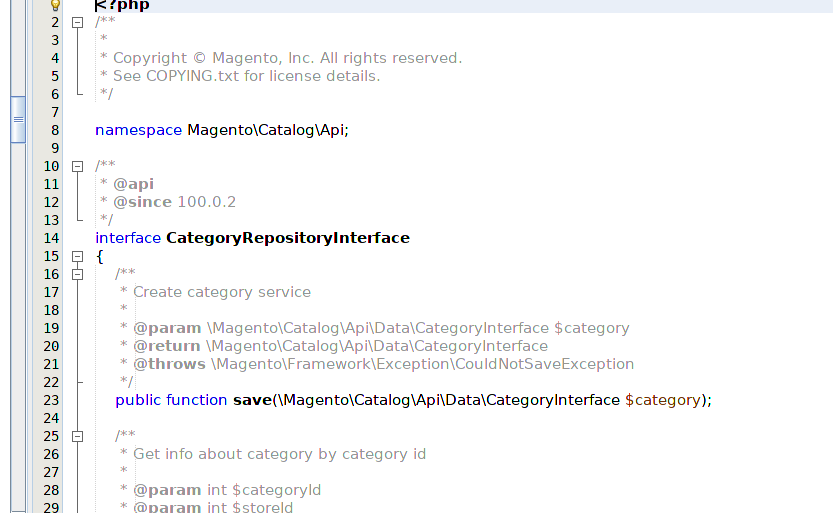 <?php
2 /**
3  *
4  * Copyright © Magento, Inc. All rights reserved.
5  * See COPYING.txt for license details.
6  */
7
8 namespace Magento\Catalog\Api;
9
10 /**
11  * @api
12  * @since 100.0.2
13  */
14 interface CategoryRepositoryInterface
15 {
16     /**
17      * Create category service
18      *
19      * @param \Magento\Catalog\Api\Data\CategoryInterface $category
20      * @return \Magento\Catalog\Api\Data\CategoryInterface
21      * @throws \Magento\Framework\Exception\CouldNotSaveException
22      */
23     public function save(\Magento\Catalog\Api\Data\CategoryInterface $category);
24
25     /**
26      * Get info about category by category id
27      *
28      * @param int $categoryId
29      * @param int $storeId